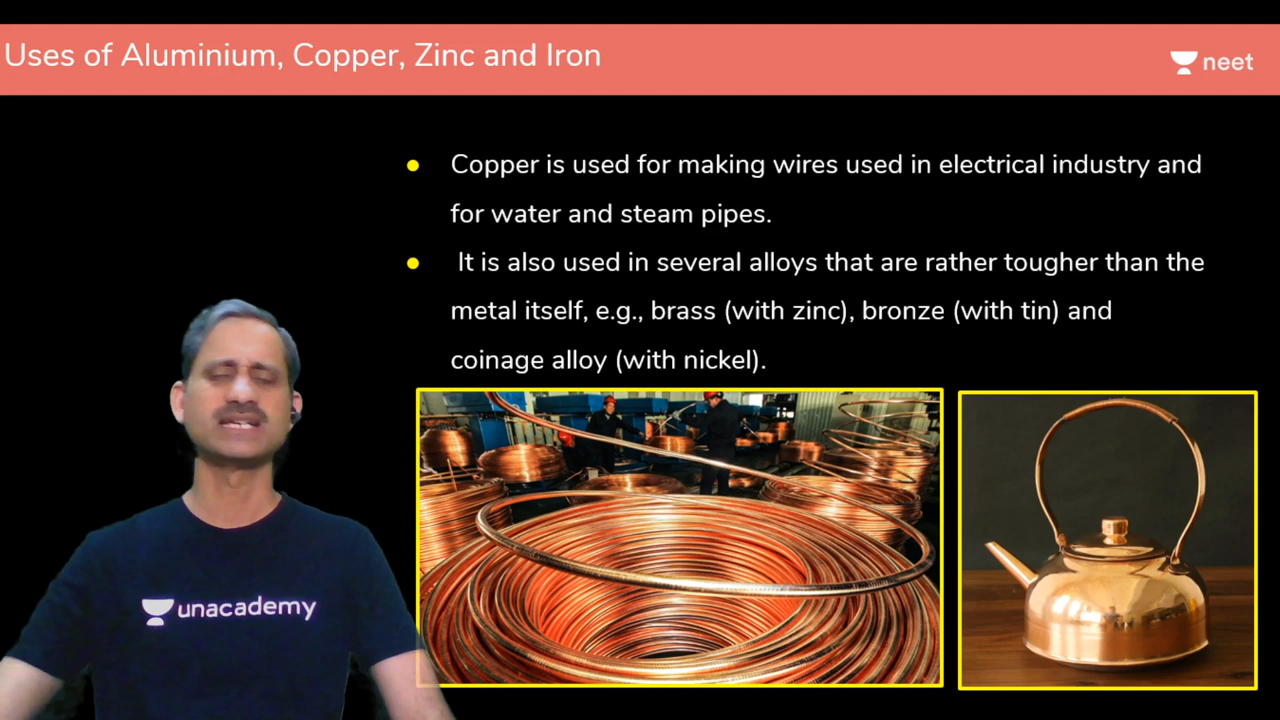 Uses of Aluminium, Copper, Zinc and Iron
neet
Copper is used for making wires used in electrical industry and
for water and steam pipes.
It is also used in several alloys that are rather tougher than the
metal itself, e.g., brass (with zinc), bronze (with tin) and
coinage alloy (with nickel).
unacademy